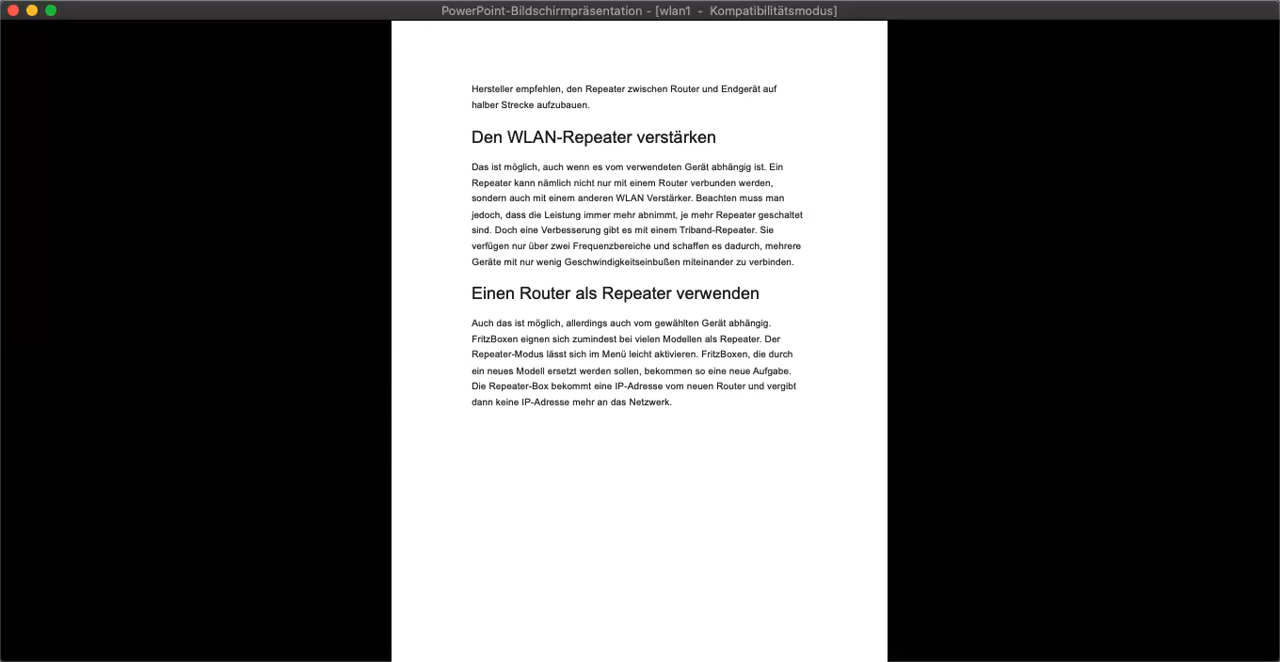 PowerPoint-Bildschirmpräsentation - [wlan1 - Kompatibilitätsmodus]
Hersteller empfehlen, den Repeater zwischen Router und Endgerät auf
halber Strecke aufzubauen.
Den WLAN-Repeater verstärken
Das ist möglich, auch wenn es vom verwendeten Gerät abhängig ist. Ein
Repeater kann nämlich nicht nur mit einem Router verbunden werden,
sondern auch mit einem anderen WLAN Verstärker. Beachten muss man
jedoch, dass die Leistung immer mehr abnimmt, je mehr Repeater geschaltet
sind. Doch eine Verbesserung gibt es mit einem Triband-Repeater. Sie
verfügen nur über zwei Frequenzbereiche und schaffen es dadurch, mehrere
Geräte mit nur wenig Geschwindigkeitseinbußen miteinander zu verbinden.
Einen Router als Repeater verwenden
Auch das ist möglich, allerdings auch vom gewählten Gerät abhängig.
FritzBoxen eignen sich zumindest bei vielen Modellen als Repeater. Der
Repeater-Modus lässt sich im Menü leicht aktivieren. FritzBoxen, die durch
ein neues Modell ersetzt werden sollen, bekommen so eine neue Aufgabe.
Die Repeater-Box bekommt eine IP-Adresse vom neuen Router und vergibt
dann keine IP-Adresse mehr an das Netzwerk.